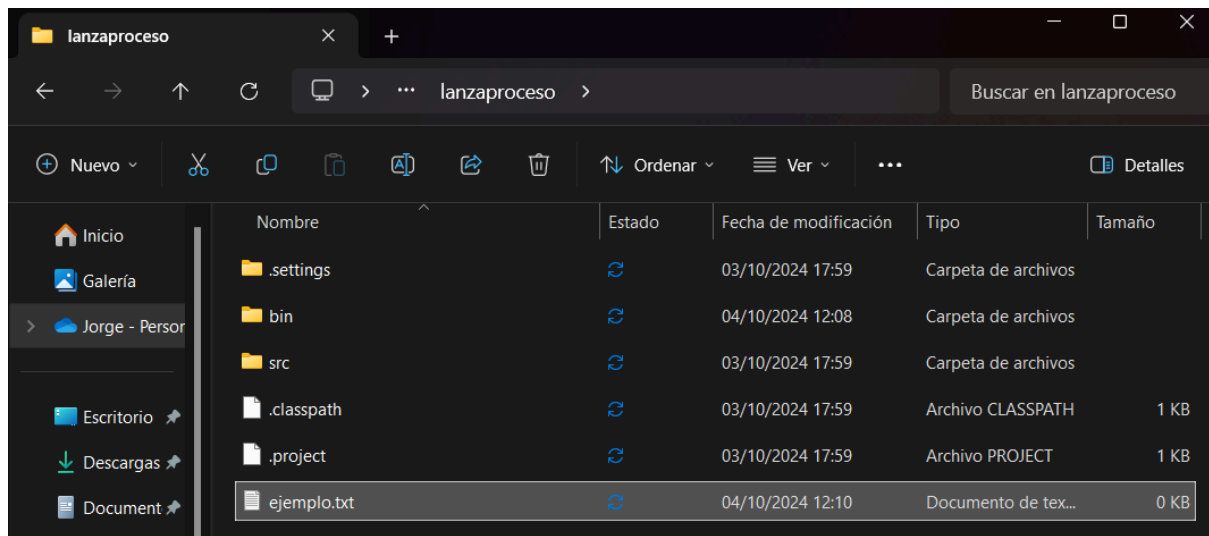 lanzaproceso
lanzaproceso
Buscar en lanzaproceso
Nuevo
Ordenar
Ver
Detalles
Nombre Estado Fecha de modificación Tipo Tamaño
Inicio
Galería
Jorge - Person
Escritorio
Descargas
Document
.settings 03/10/2024 17:59 Carpeta de archivos
bin 04/10/2024 12:08 Carpeta de archivos
src 03/10/2024 17:59 Carpeta de archivos
.classpath 03/10/2024 17:59 Archivo CLASSPATH 1 KB
.project 03/10/2024 17:59 Archivo PROJECT 1 KB
ejemplo.txt 04/10/2024 12:10 Documento de tex... 0 KB